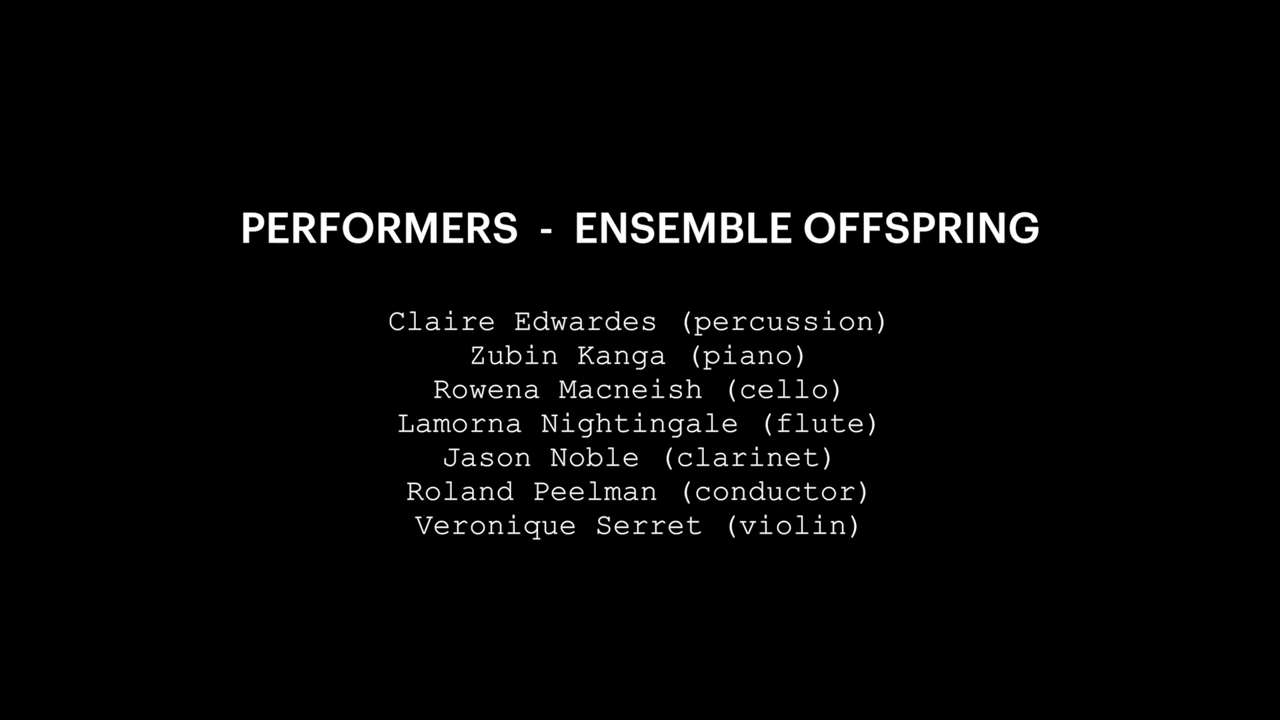 PERFORMERS - ENSEMBLE OFFSPRING
Claire Edwardes (percussion)
Zubin Kanga (piano)
Rowena Macneish (cello)
Lamorna Nightingale (flute)
Jason Noble (clarinet)
Roland Peelman (conductor)
Veronique Serret (violin)